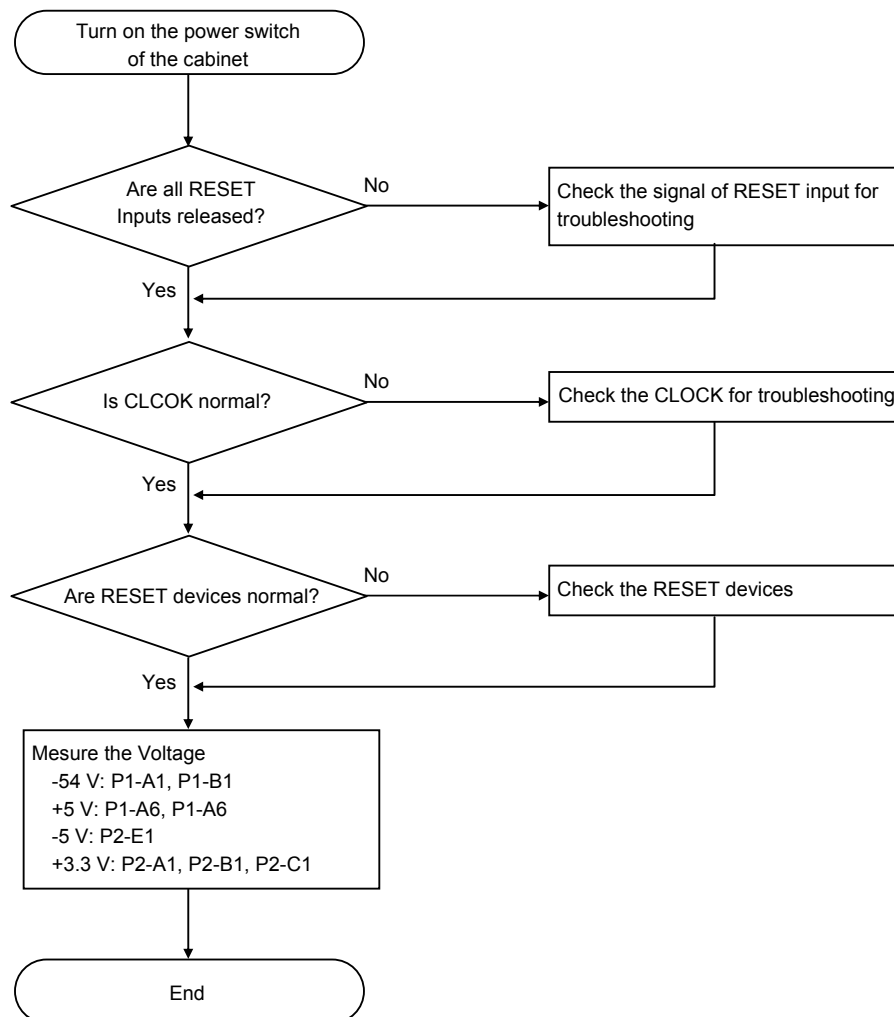 Turn on the power switch
of the cabinet
Are all RESET
Inputs released?
No
Check the signal of RESET input for
troubleshooting
Yes
Is CLCOK normal?
No
Check the CLOCK for troubleshooting
Yes
Are RESET devices normal?
No
Check the RESET devices
Yes
Mesure the Voltage
-54 V: P1-A1, P1-B1
+5 V: P1-A6, P1-A6
-5 V: P2-E1
+3.3 V: P2-A1, P2-B1, P2-C1
End